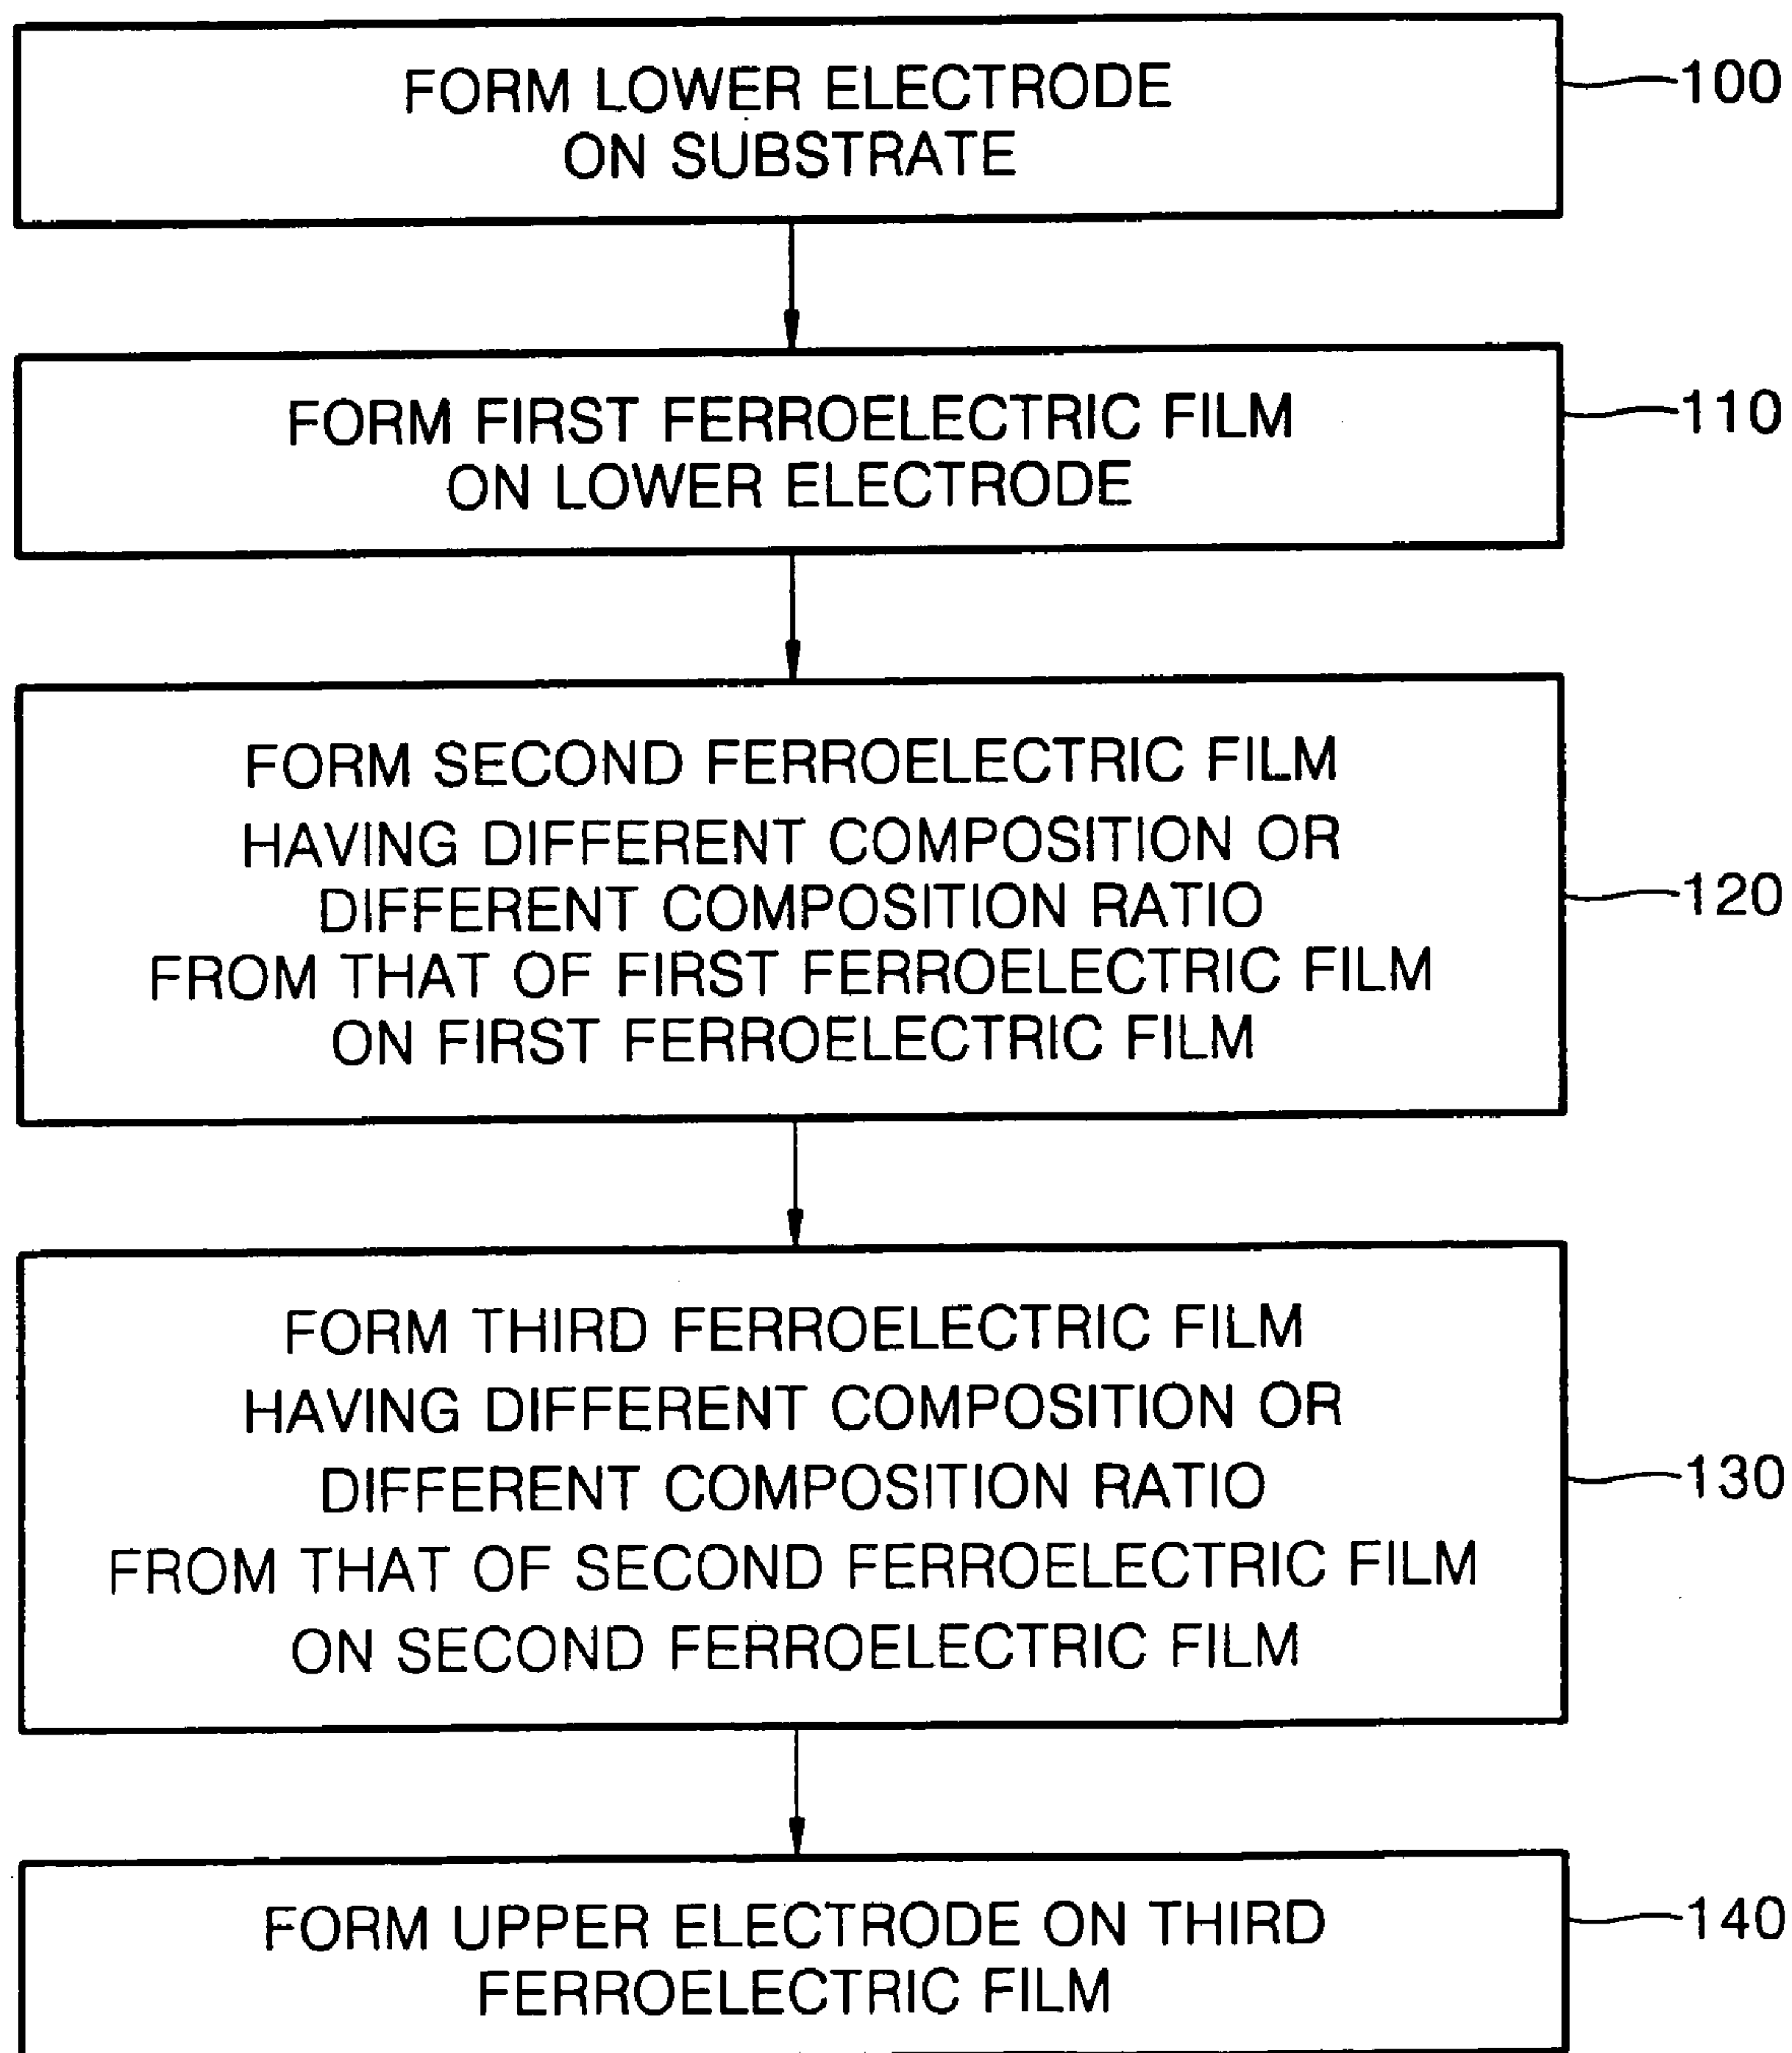 FORM LOWER ELECTRODE
ON SUBSTRATE
100
FORM FIRST FERROELECTRIC FILM
ON LOWER ELECTRODE
110
FORM SECOND FERROELECTRIC FILM
HAVING DIFFERENT COMPOSITION OR
DIFFERENT COMPOSITION RATIO
FROM THAT OF FIRST FERROELECTRIC FILM
ON FIRST FERROELECTRIC FILM
120
FORM THIRD FERROELECTRIC FILM
HAVING DIFFERENT COMPOSITION OR
DIFFERENT COMPOSITION RATIO
FROM THAT OF SECOND FERROELECTRIC FILM
ON SECOND FERROELECTRIC FILM
130
FORM UPPER ELECTRODE ON THIRD
FERROELECTRIC FILM
140